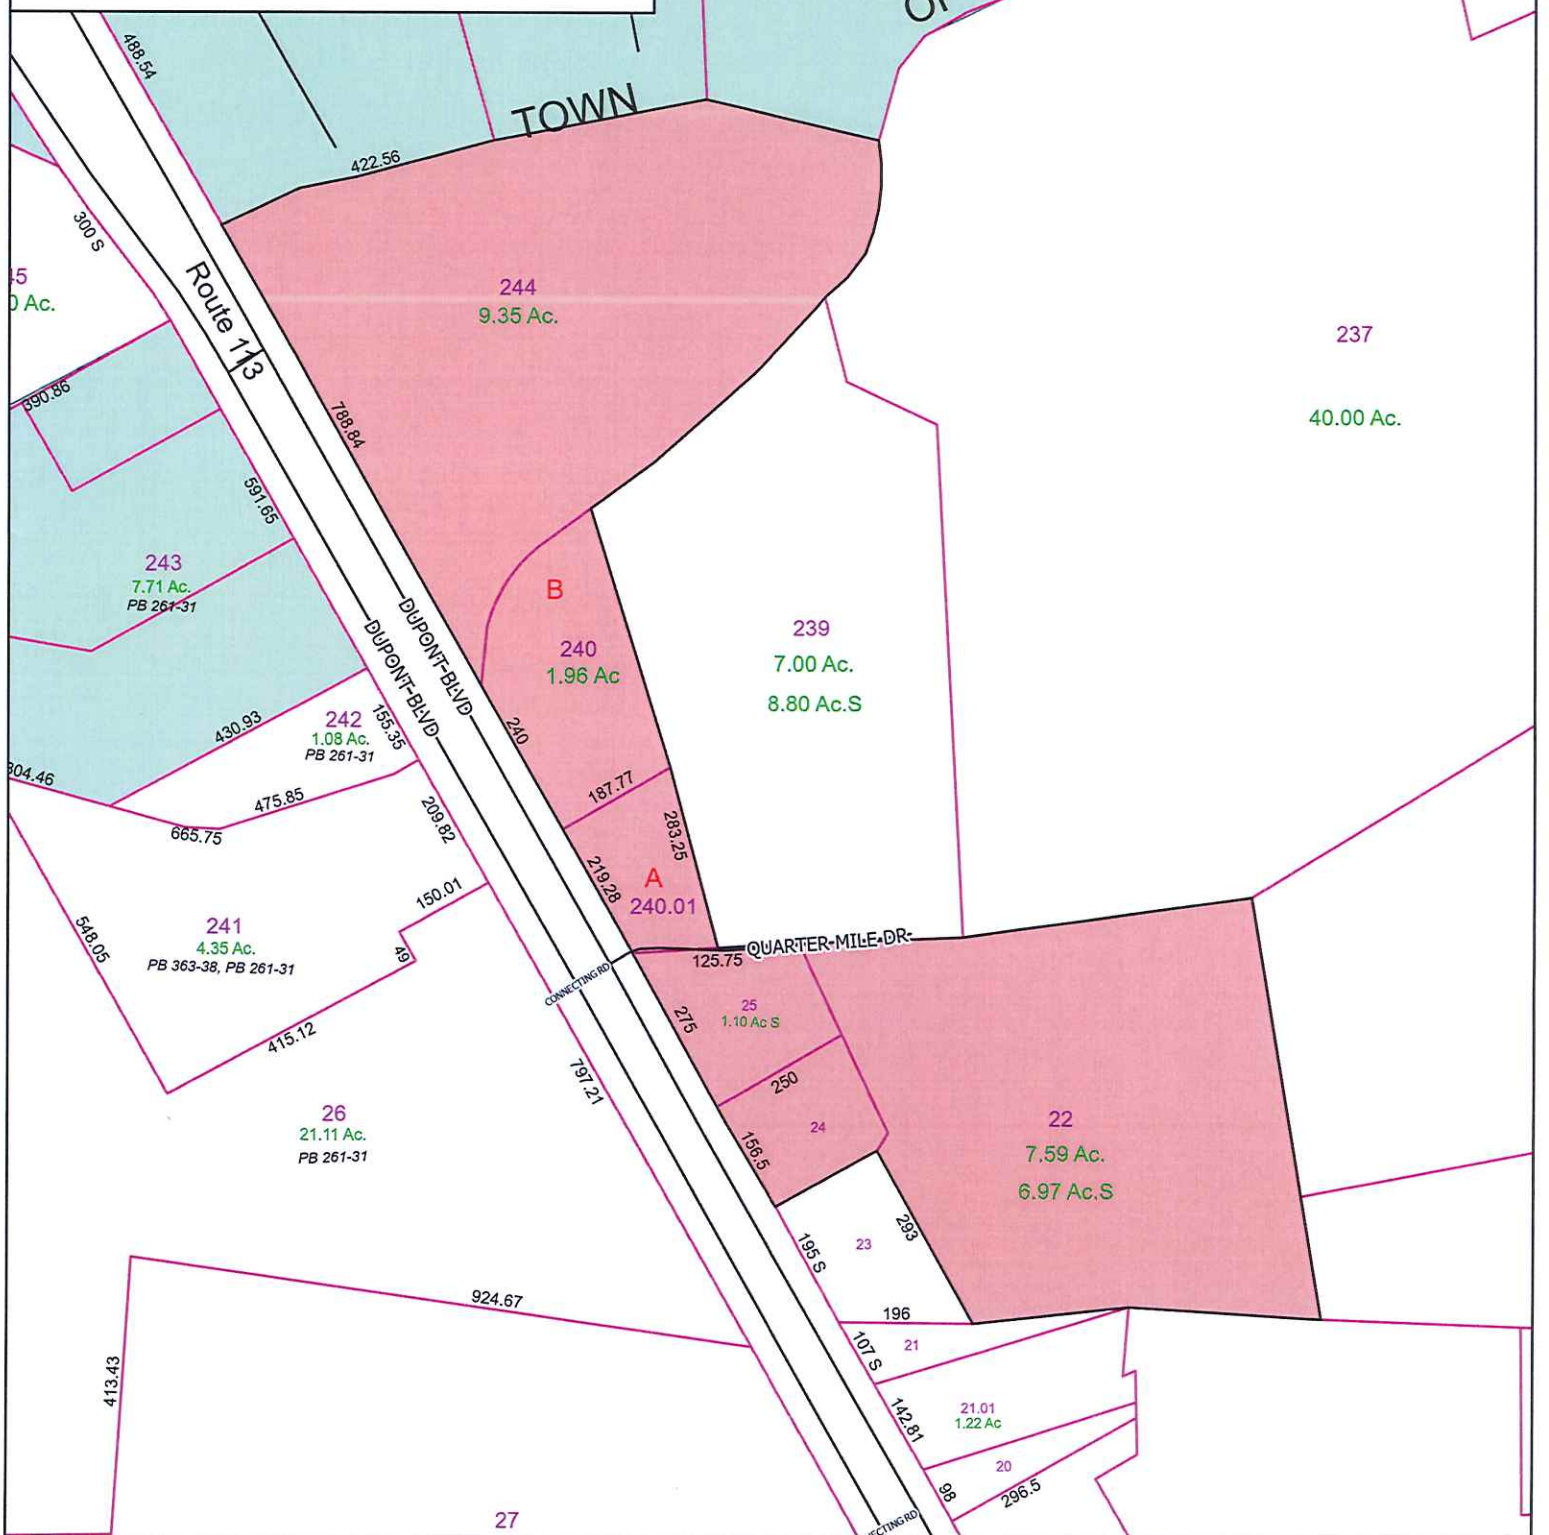 488.54
TOWN
422.56
300 S
Route 113
0 Ac.
244
9.35 Ac.
237
40.00 Ac.
390.86
788.84
591.65
243
7.71 Ac.
PB 261-31
B
240
1.96 Ac
239
7.00 Ac.
8.80 Ac.S
DUPONT BLVD
DUPONT BLVD
430.93
242
1.08 Ac.
PB 261-31
155.35
240
304.46
475.85
187.77
665.75
209.82
283.25
219.28
A
240.01
150.01
548.05
241
4.35 Ac.
PB 363-38, PB 261-31
49
QUARTER MILE DR
125.75
CONNECTING RD
415.12
275
25
1.10 Ac S
797.21
250
26
21.11 Ac.
PB 261-31
24
156.5
22
7.59 Ac.
6.97 Ac.S
293
23
195 S
924.67
196
413.43
107 S
21
142.81
21.01
1.22 Ac
20
98
296.5
27
ECTING RD